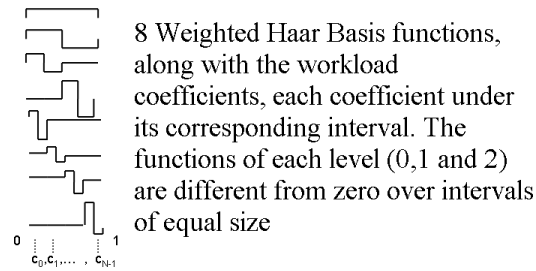 8 Weighted Haar Basis functions,
along with the workload
coefficients, each coefficient under
its corresponding interval. The
functions of each level (0,1 and 2)
are different from zero over intervals
of equal size
0 1
c0,c1,... , cN-1